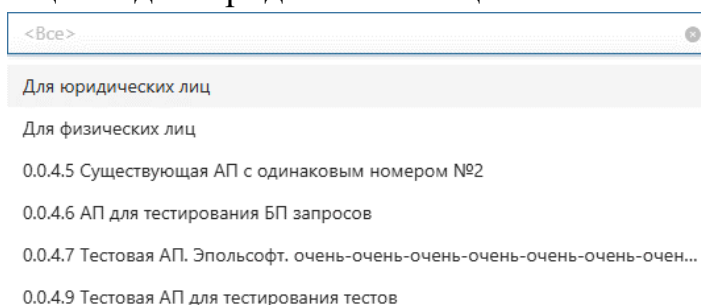 <Все>
Для юридических лиц
Для физических лиц
0.0.4.5 Существующая АП с одинаковым номером №2
0.0.4.6 АП для тестирования БП запросов
0.0.4.7 Тестовая АП. Эпольсофт. очень-очень-очень-очень-очень-очень-очен...
0.0.4.9 Тестовая АП для тестирования тестов